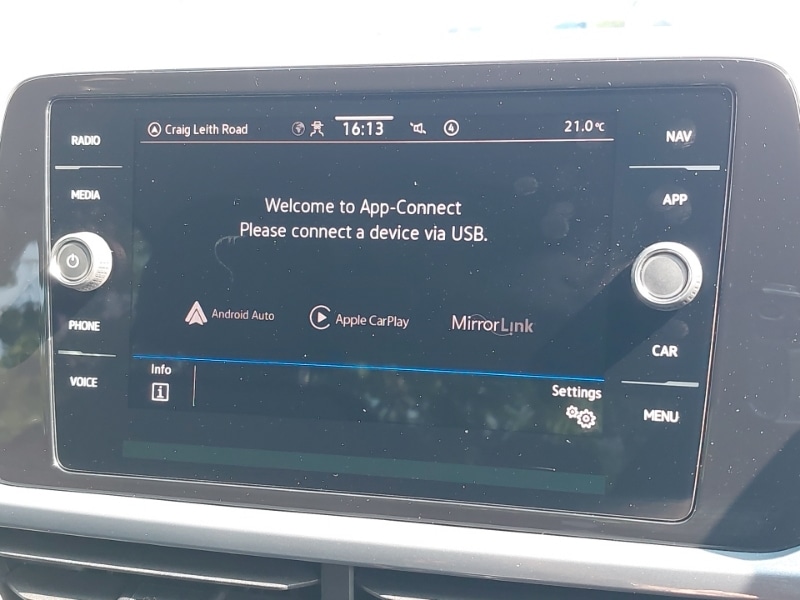 RADIO
MEDIA
PHONE
VOICE
Craig Leith Road
16:13
4
21.0°C
Welcome to App-Connect
Please connect a device via USB.
Android Auto
Apple CarPlay
MirrorLink
Info
i
Settings
NAV
APP
CAR
MENU